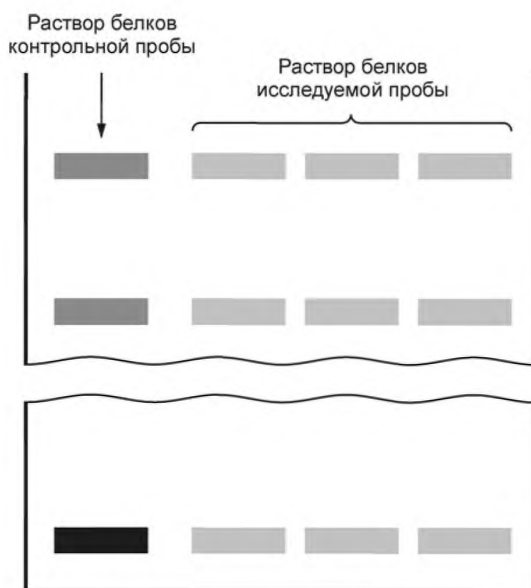 Раствор белков
контрольной пробы
Раствор белков
исследуемой пробы